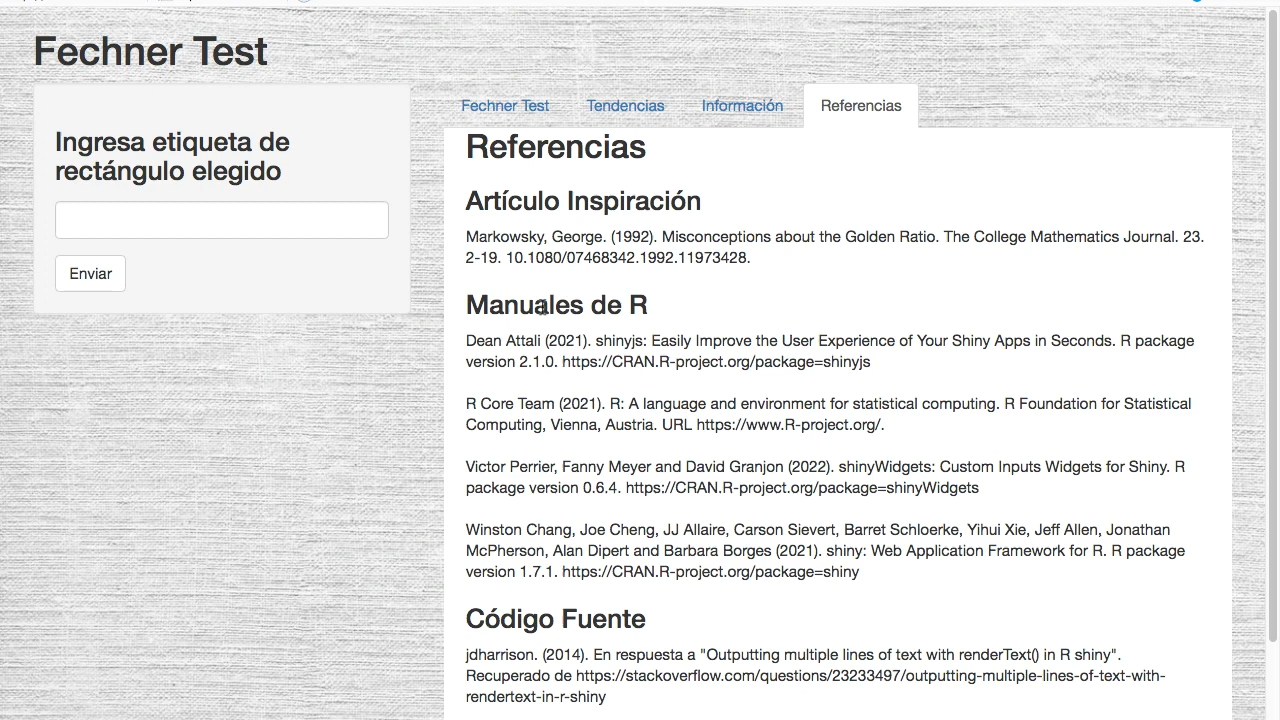 Fechner Test
Ingresa etiqueta de
rectángulo elegido
Enviar
Fechner Test Tendencias Información Referencias
Referencias
Artículo Inspiración
Markowsky, George. (1992). Misconceptions about the Golden Ratio. The College Mathematics Journal. 23.
2-19. 10.1080/07468342.1992.11973428.
Manuales de R
Dean Attali (2021). shinyjs: Easily Improve the User Experience of Your Shiny Apps in Seconds. R package
version 2.1.0. https://CRAN.R-project.org/package=shinyjs
R Core Team (2021). R: A language and environment for statistical computing. R Foundation for Statistical
Computing, Vienna, Austria. URL https://www.R-project.org/.
Victor Perrier, Fanny Meyer and David Granjon (2022). shinyWidgets: Custom Inputs Widgets for Shiny. R
package version 0.6.4. https://CRAN.R-project.org/package=shinyWidgets
Winston Chang, Joe Cheng, JJ Allaire, Carson Sievert, Barret Schloerke, Yihui Xie, Jeff Allen, Jonathan
McPherson, Alan Dipert and Barbara Borges (2021). shiny: Web Application Framework for R. R package
version 1.7.1. https://CRAN.R-project.org/package=shiny
Código Fuente
jdharrison, (2014). En respuesta a "Outputting multiple lines of text with renderText() in R shiny".
Recuperado de https://stackoverflow.com/questions/23233497/outputting-multiple-lines-of-text-with-
rendertext-in-r-shiny